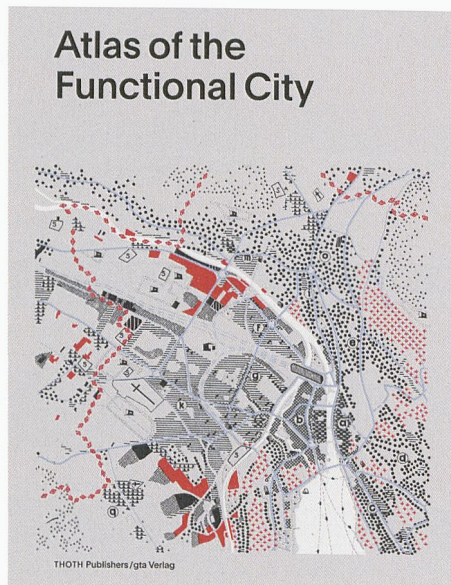 Atlas of the
Functional City
THOTH Publishers/gta Verlag